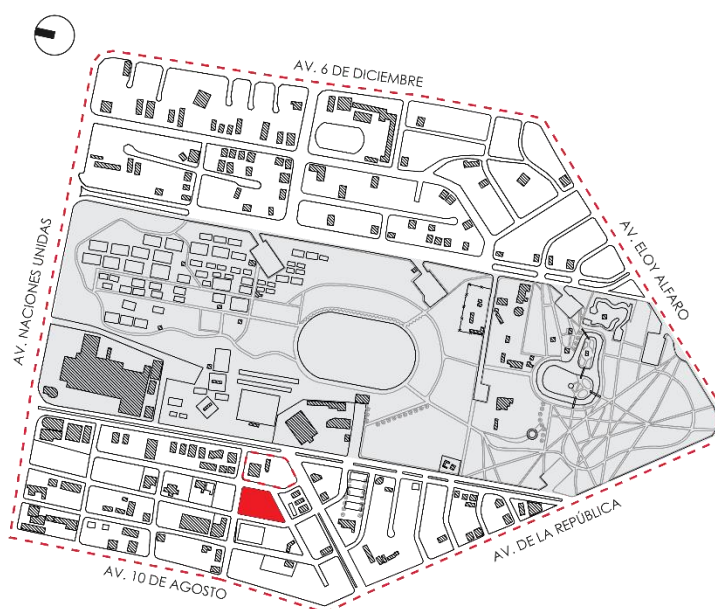 AV. 6 DE DICIEMBRE
AV. NACIONES UNIDAS
AV. ELOY ALFARO
AV. DE LA REPÚBLICA
AV. 10 DE AGOSTO